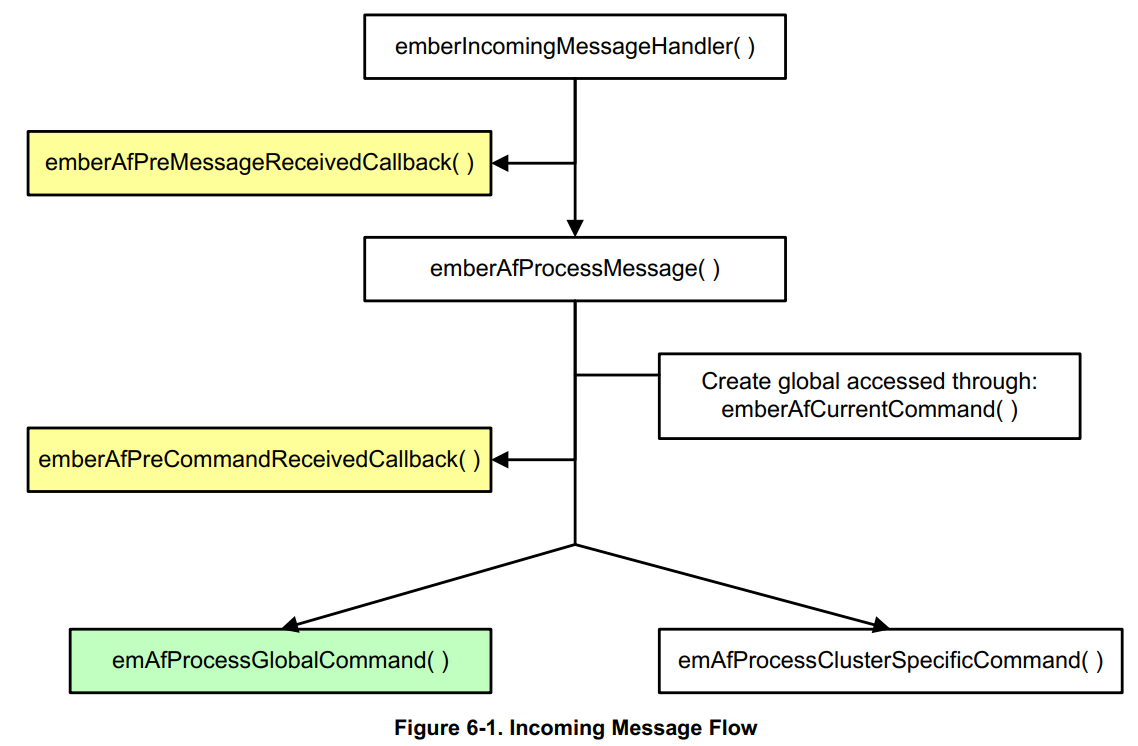 emberIncomingMessageHandler( )
emberAfPreMessageReceivedCallback( )
emberAfProcessMessage( )
Create global accessed through:
emberAfCurrentCommand( )
emberAfPreCommandReceivedCallback( )
emAfProcessGlobalCommand( )
emAfProcessClusterSpecificCommand( )
Figure 6-1. Incoming Message Flow